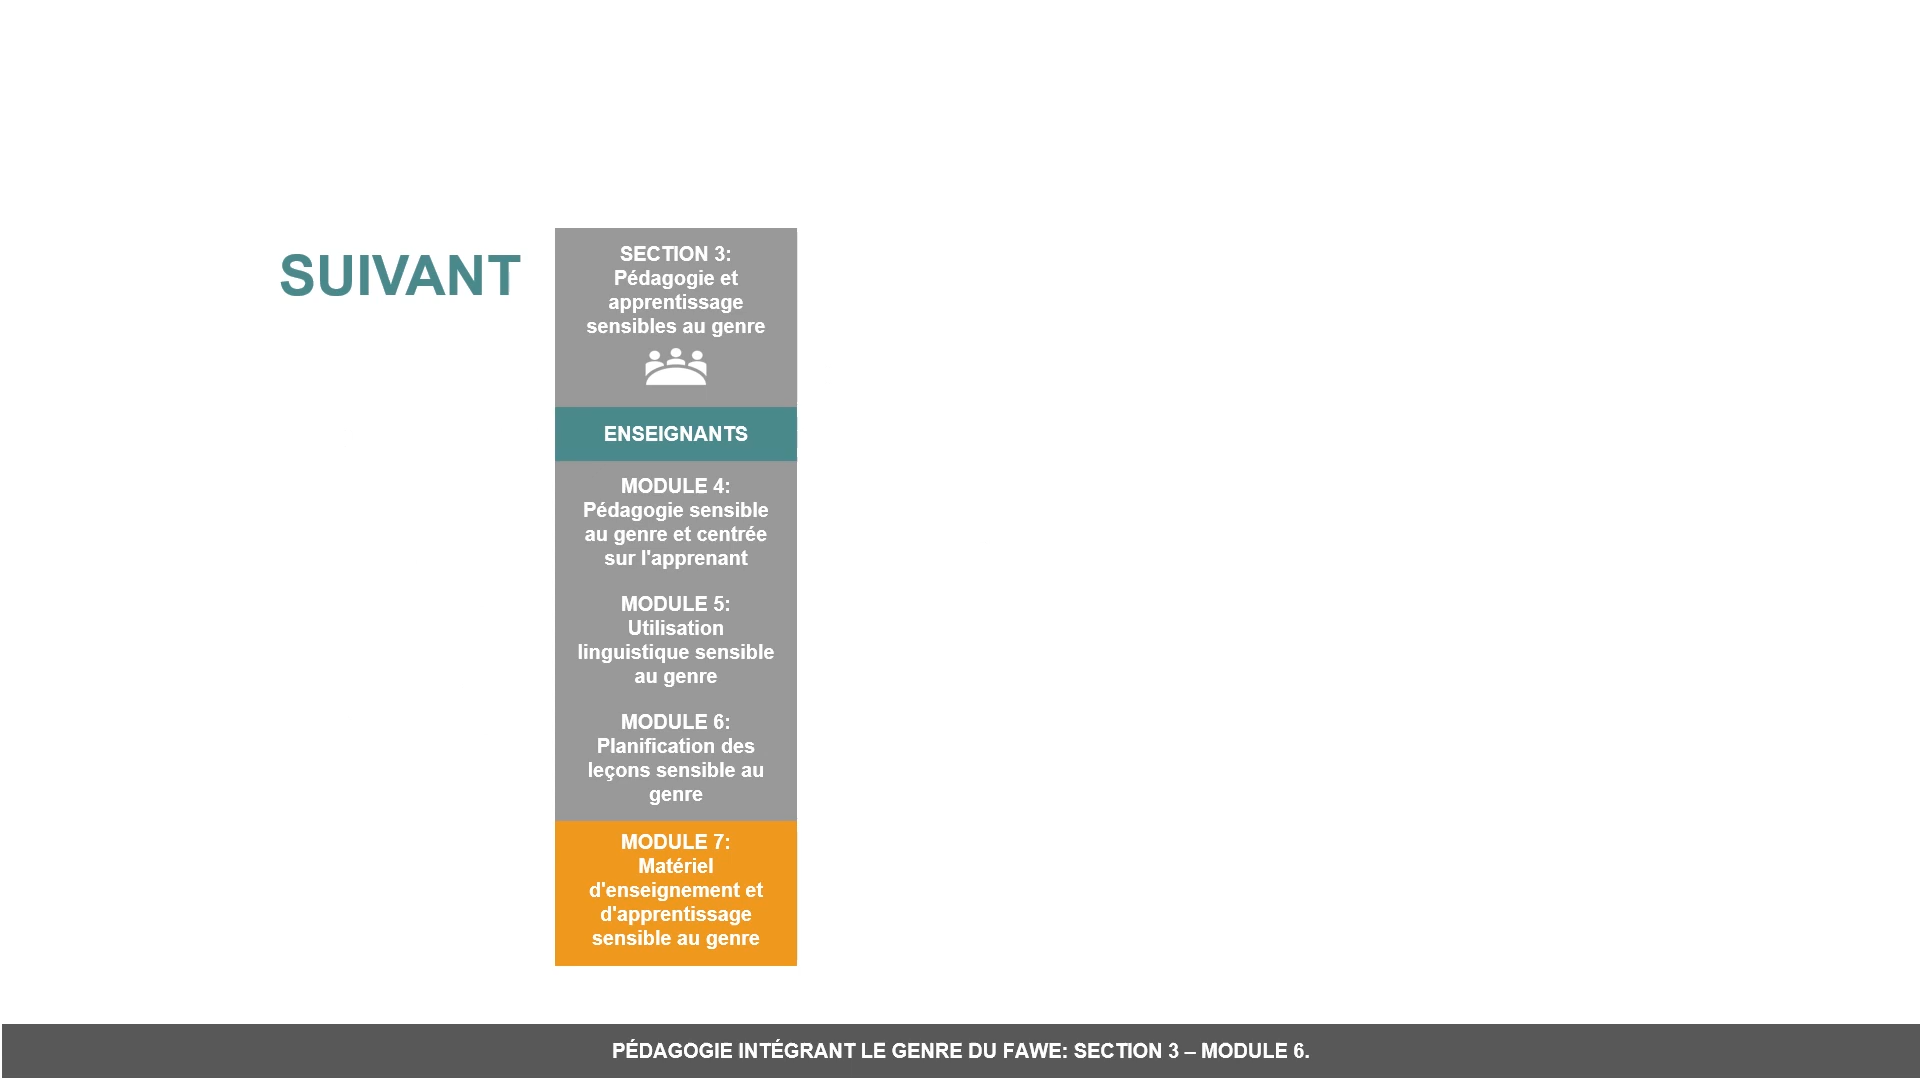 SUIVANT
SECTION 3:
Pédagogie et
apprentissage
sensibles au genre
ENSEIGNANTS
MODULE 4:
Pédagogie sensible
au genre et centrée
sur l'apprenant
MODULE 5:
Utilisation
linguistique sensible
au genre
MODULE 6:
Planification des
leçons sensible au
genre
MODULE 7:
Matériel
d'enseignement et
d'apprentissage
sensible au genre
PÉDAGOGIE INTÉGRANT LE GENRE DU FAWE: SECTION 3 – MODULE 6.